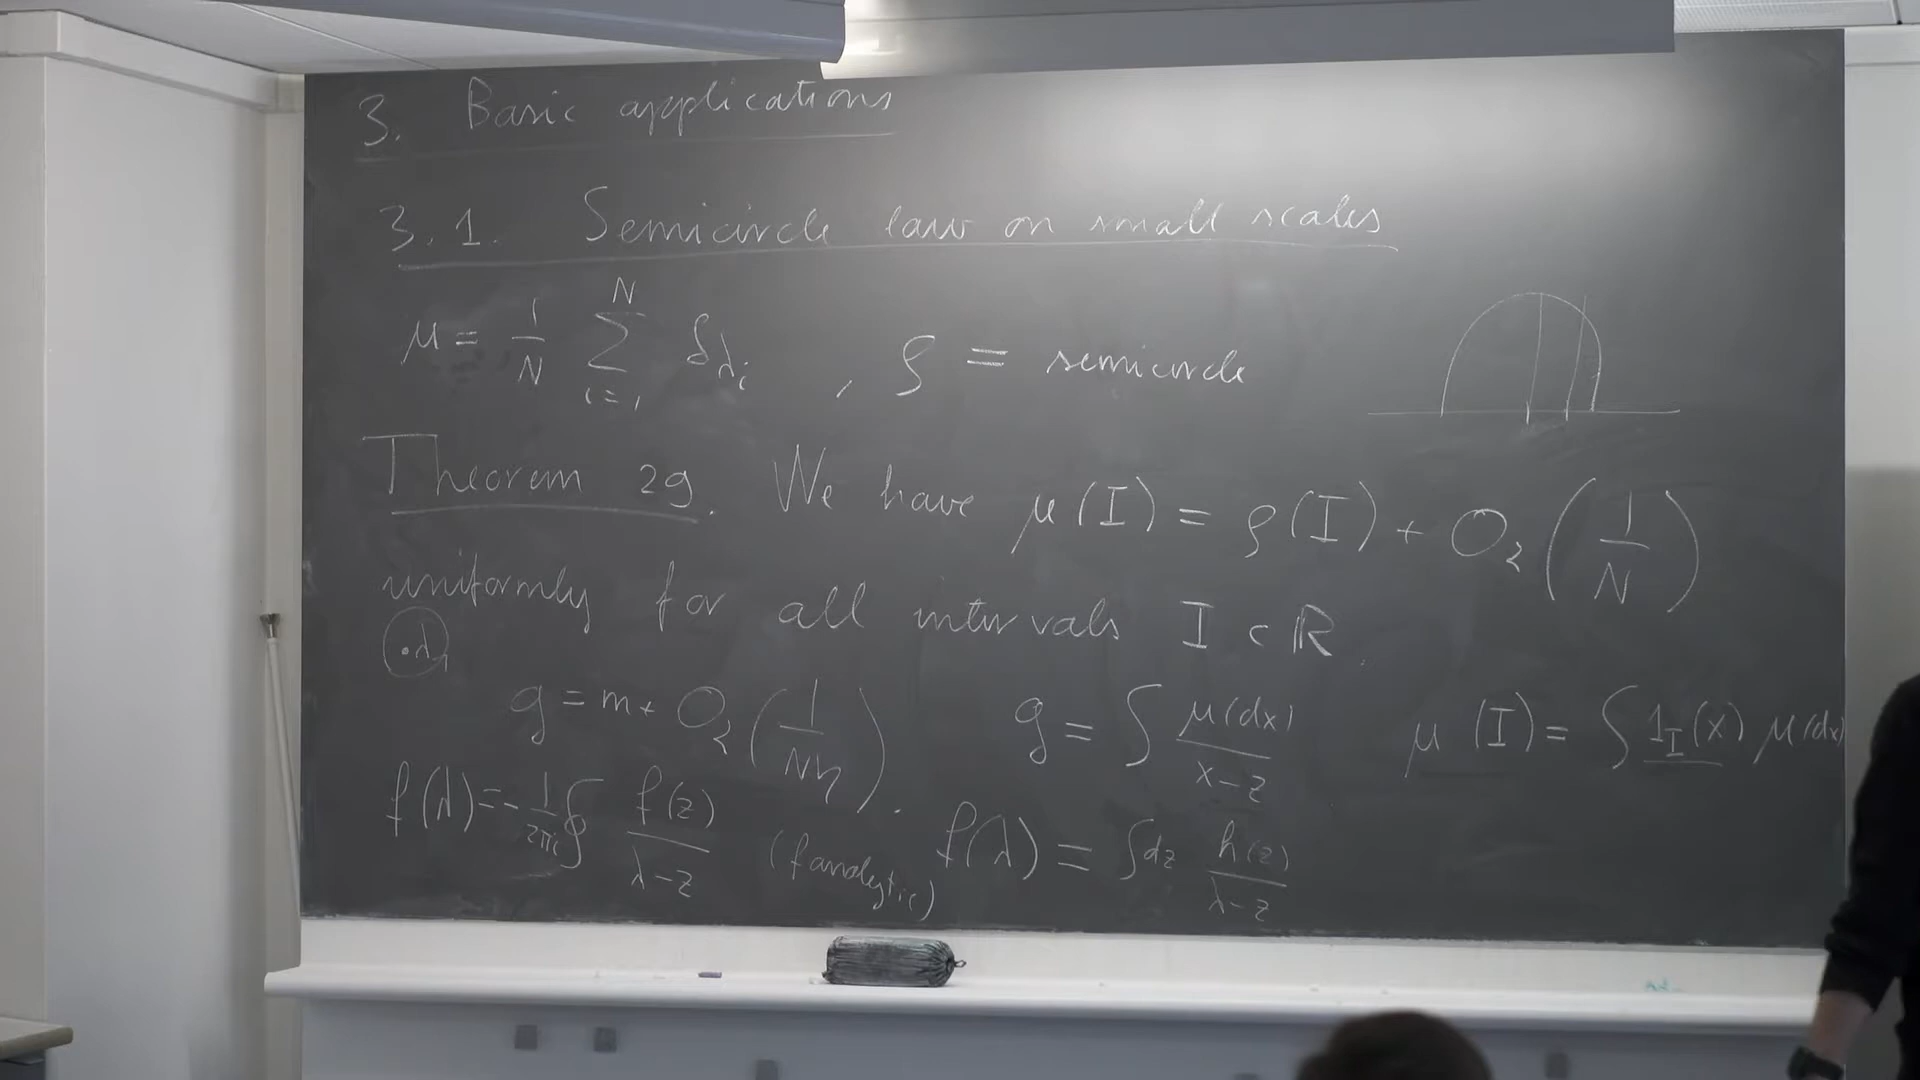 3. Basic applications
3.1. Semicircle law on small scales
μ = 1/N ∑_{i=1}^{N} δ_{λ_i} , ϱ = semicircle
Theorem 29. We have μ(I) = ϱ(I) + O_≺(1/N)
uniformly for all intervals I ⊂ ℝ.
·λ
g = m + O_≺(1/(Nη)). g = ∫ μ(dx)/(x-z) μ(I) = ∫ 1_I(x) μ(dx)
f(λ) = -1/(2πi) ∮ f(z)/(λ-z) (f analytic) f(λ) = ∫dz h(z)/(λ-z)